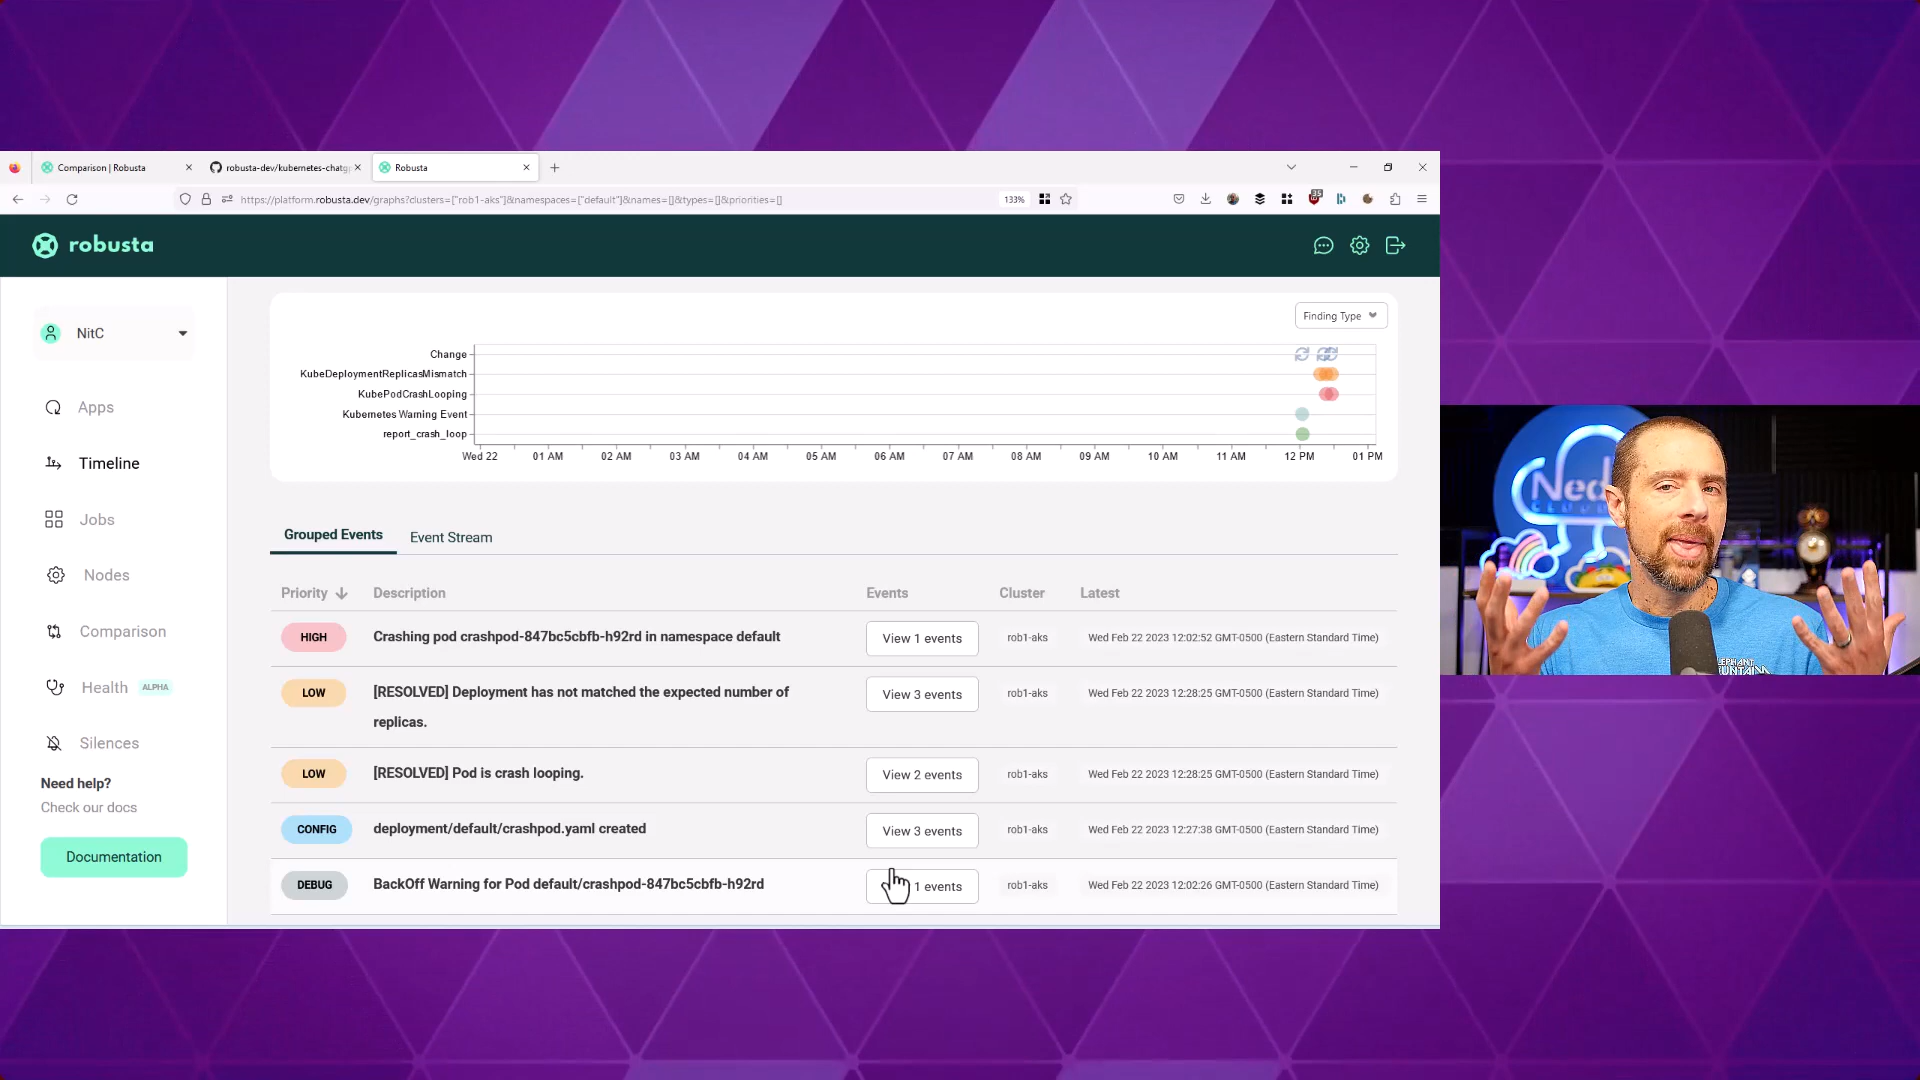 Comparison | Robusta
robusta-dev/kubernetes-chatg
Robusta
https://platform.robusta.dev/graphs?clusters=["rob1-aks"]&namespaces=["default"]&names=[]&types=[]&priorities=[]
133%
35
robusta
NitC
Apps
Timeline
Jobs
Nodes
Comparison
Health ALPHA
Silences
Need help?
Check our docs
Documentation
Finding Type
Change
KubeDeploymentReplicasMismatch
KubePodCrashLooping
Kubernetes Warning Event
report_crash_loop
Wed 22 01 AM 02 AM 03 AM 04 AM 05 AM 06 AM 07 AM 08 AM 09 AM 10 AM 11 AM 12 PM 01 PM
Grouped Events Event Stream
Priority Description Events Cluster Latest
HIGH Crashing pod crashpod-847bc5cbfb-h92rd in namespace default View 1 events rob1-aks Wed Feb 22 2023 12:02:52 GMT-0500 (Eastern Standard Time)
LOW [RESOLVED] Deployment has not matched the expected number of View 3 events rob1-aks Wed Feb 22 2023 12:28:25 GMT-0500 (Eastern Standard Time)
replicas.
LOW [RESOLVED] Pod is crash looping. View 2 events rob1-aks Wed Feb 22 2023 12:28:25 GMT-0500 (Eastern Standard Time)
CONFIG deployment/default/crashpod.yaml created View 3 events rob1-aks Wed Feb 22 2023 12:27:38 GMT-0500 (Eastern Standard Time)
DEBUG BackOff Warning for Pod default/crashpod-847bc5cbfb-h92rd 1 events rob1-aks Wed Feb 22 2023 12:02:26 GMT-0500 (Eastern Standard Time)
Ned
CLOUD